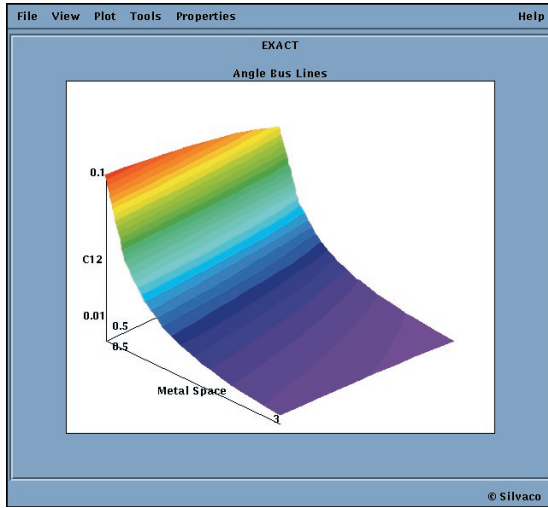 File View Plot Tools Properties Help
EXACT
Angle Bus Lines
0.1
C12
0.01
0.5
0.5
Metal Space
3
© Silvaco